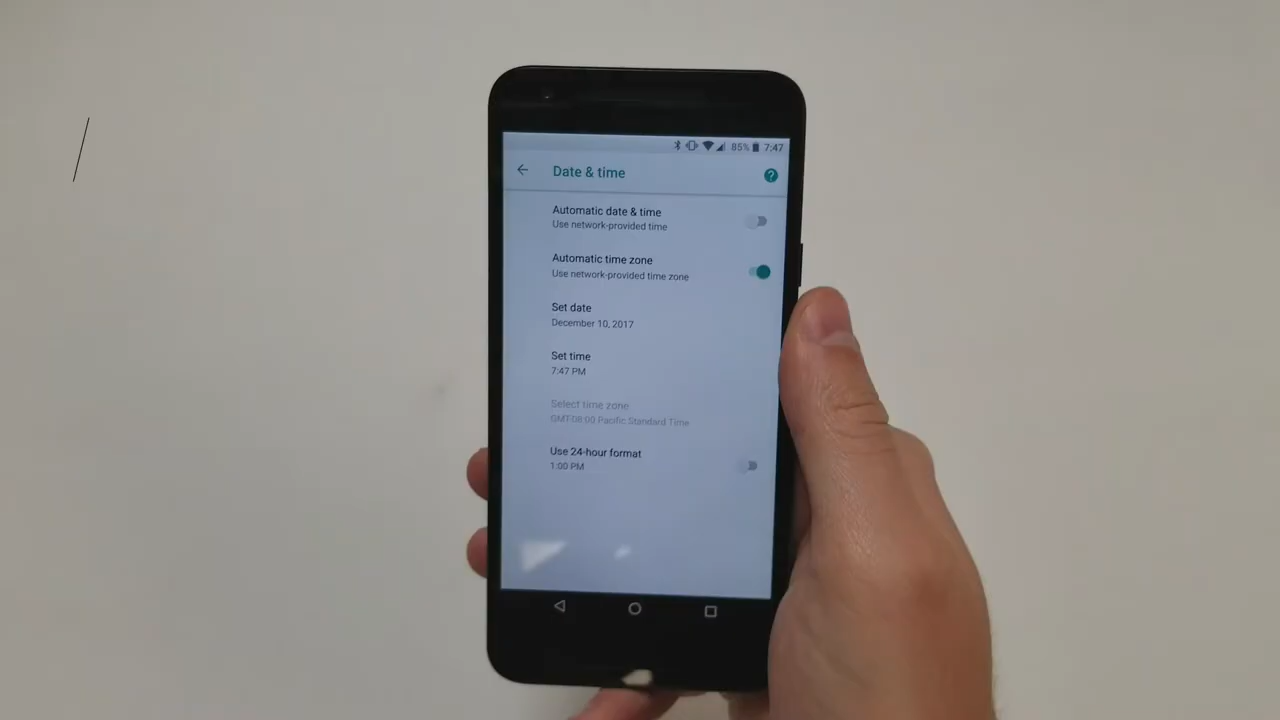 85% 7:47
Date & time
?
Automatic date & time
Use network-provided time
Automatic time zone
Use network-provided time zone
Set date
December 10, 2017
Set time
7:47 PM
Select time zone
GMT-08:00 Pacific Standard Time
Use 24-hour format
1:00 PM